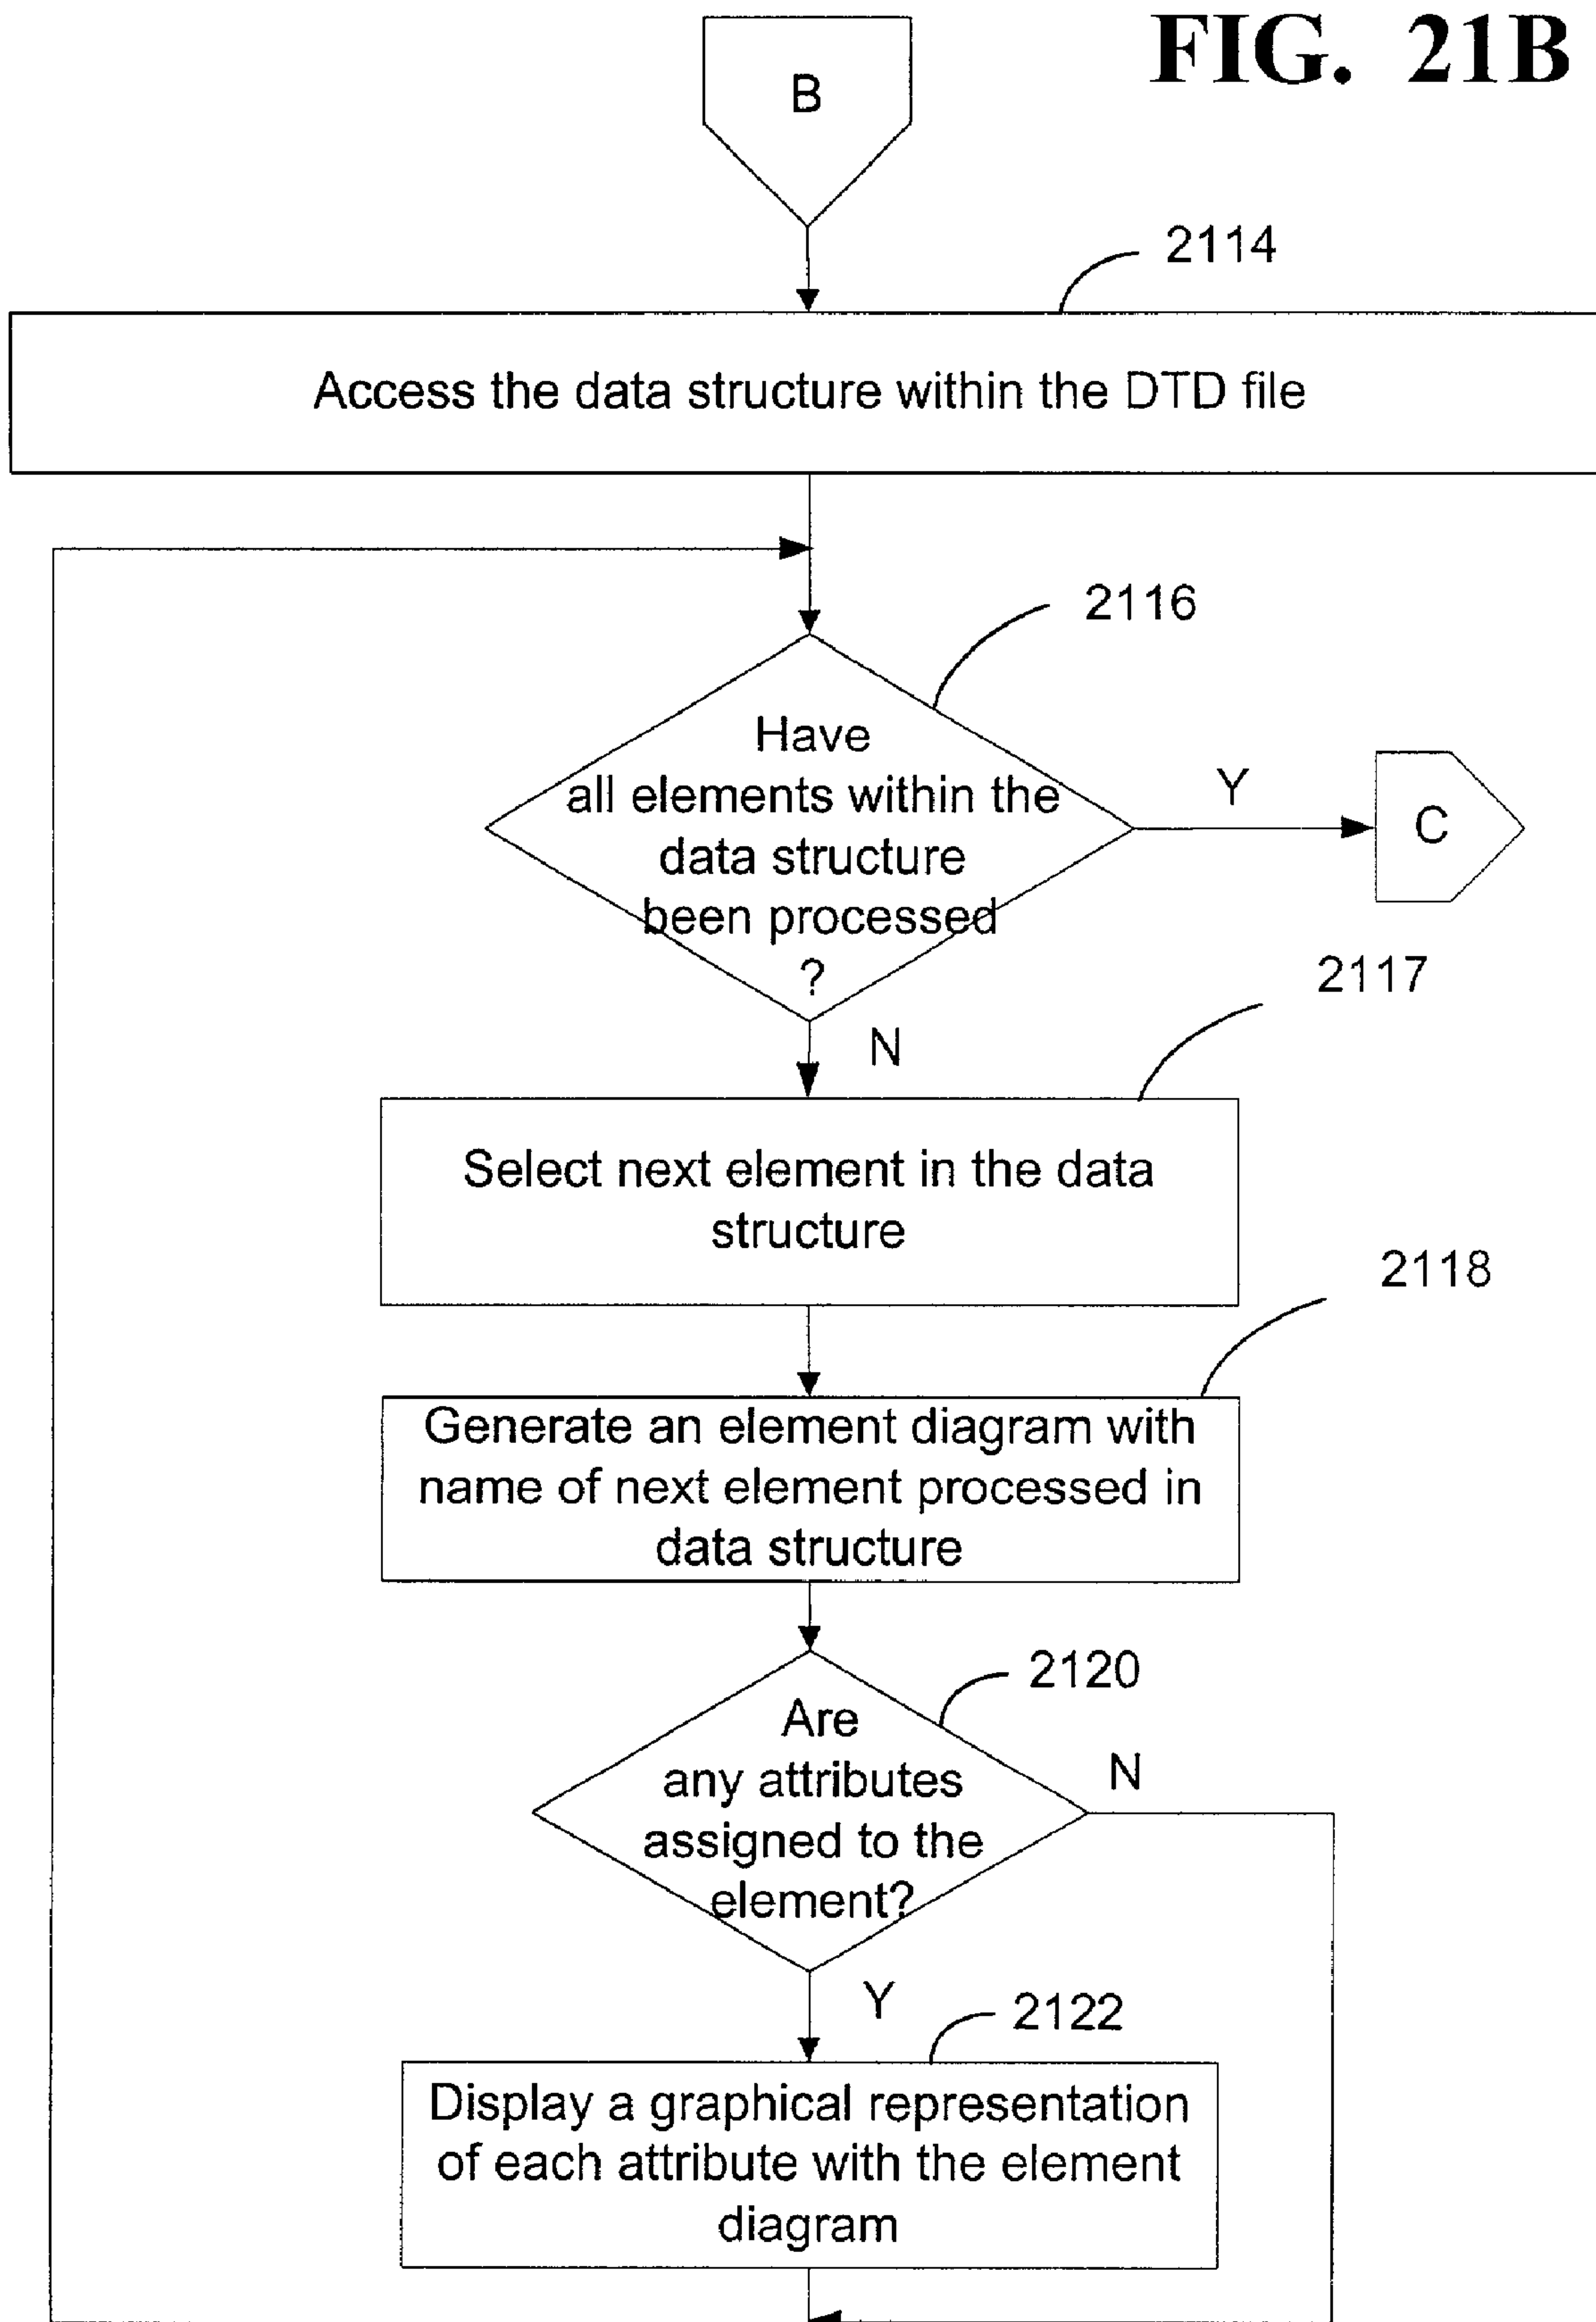 FIG. 21B
B
2114
Access the data structure within the DTD file
2116
Have
all elements within the
data structure
been processed
?
Y
C
2117
N
Select next element in the data
structure
2118
Generate an element diagram with
name of next element processed in
data structure
2120
Are
any attributes
assigned to the
element?
N
Y
2122
Display a graphical representation
of each attribute with the element
diagram